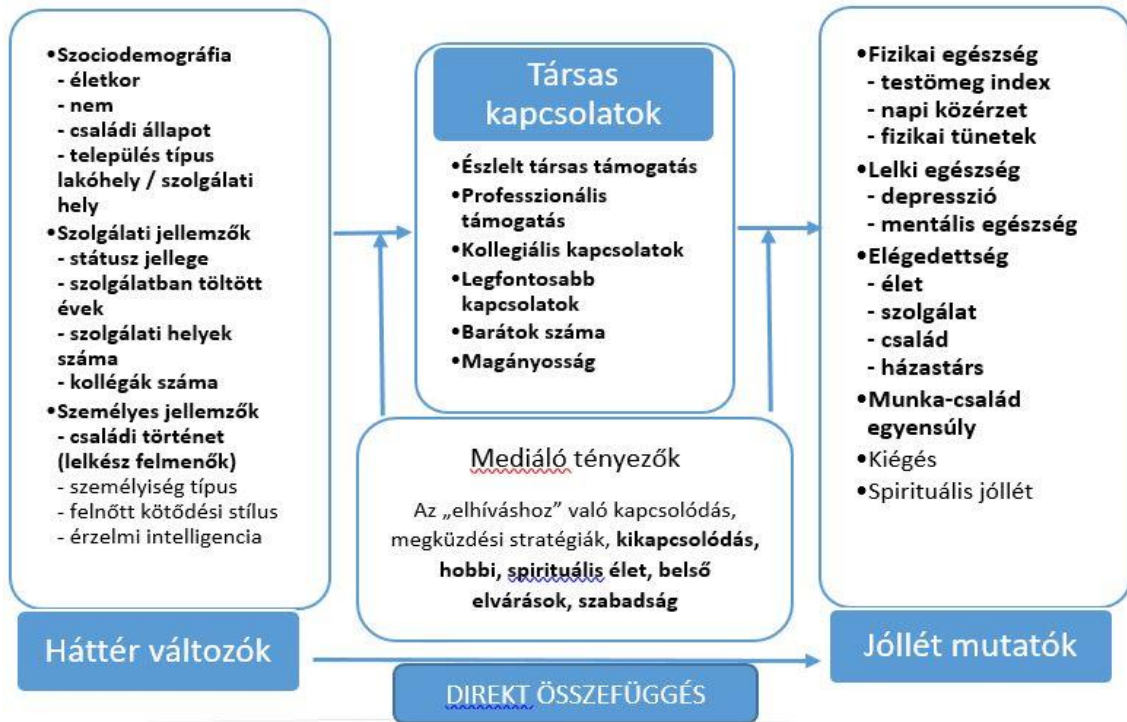 •Szociodemográfia
- életkor
- nem
- családi állapot
- település típus
lakóhely / szolgálati
hely
•Szolgálati jellemzők
- státusz jellege
- szolgálatban töltött
évek
- szolgálati helyek
száma
- kollégák száma
•Személyes jellemzők
- családi történet
(lelkész felmenők)
- személyiség típus
- felnőtt kötődési stílus
- érzelmi intelligencia
Háttér változók
Társas
kapcsolatok
•Észlelt társas támogatás
•Professzionális
támogatás
•Kollegiális kapcsolatok
•Legfontosabb
kapcsolatok
•Barátok száma
•Magányosság
Mediáló tényezők
Az „elhíváshoz” való kapcsolódás,
megküzdési stratégiák, kikapcsolódás,
hobbi, spirituális élet, belső
elvárások, szabadság
•Fizikai egészség
- testömeg index
- napi közérzet
- fizikai tünetek
•Lelki egészség
- depresszió
- mentális egészség
•Elégedettség
- élet
- szolgálat
- család
- házastárs
•Munka-család
egyensúly
•Kiégés
•Spirituális jóllét
Jóllét mutatók
DIREKT ÖSSZEFÜGGÉS